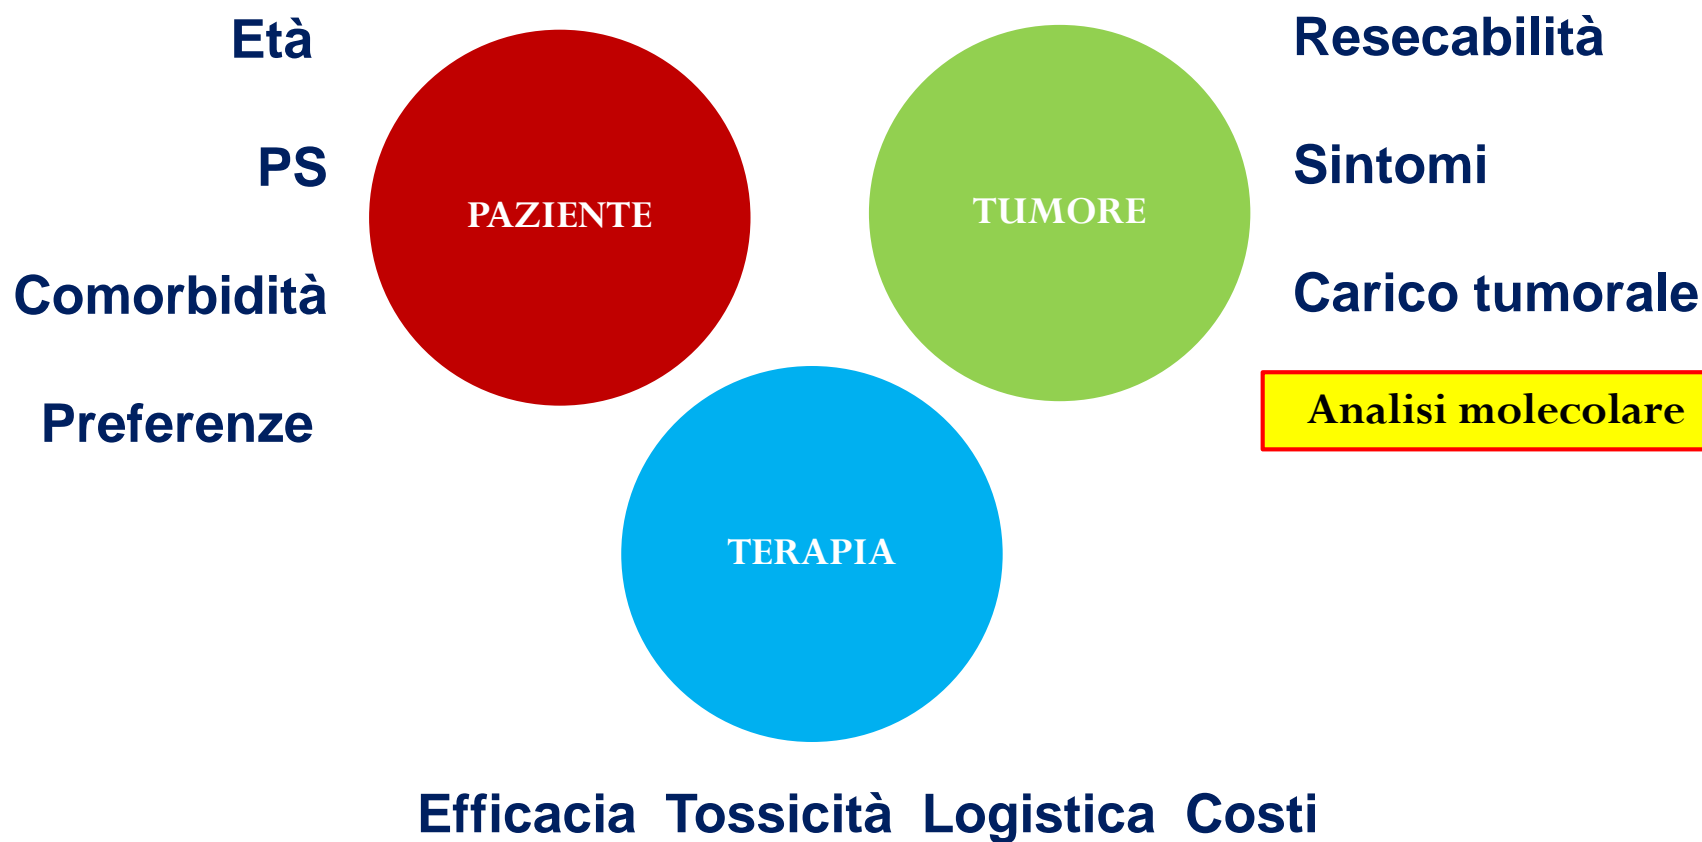 Età
PS
Comorbidità
Preferenze
PAZIENTE
TUMORE
Resecabilità
Sintomi
Carico tumorale
Analisi molecolare
TERAPIA
Efficacia Tossicità Logistica Costi